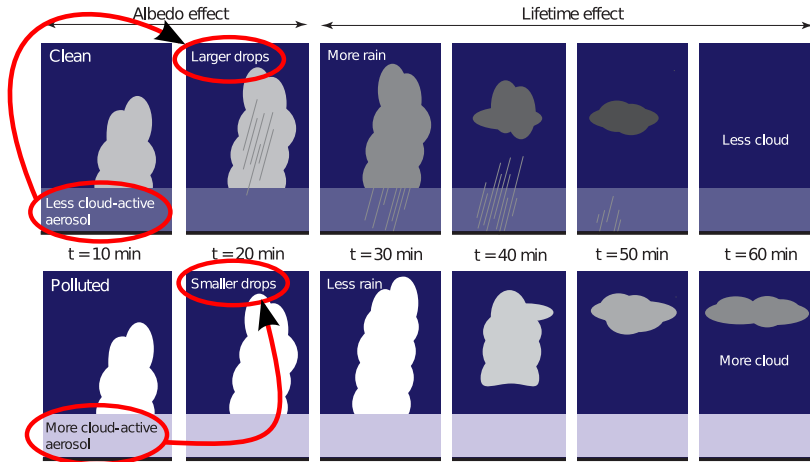 Albedo effect
Lifetime effect
Clean
Larger drops
More rain
Less cloud
Less cloud-active
aerosol
t = 10 min
t = 20 min
t = 30 min
t = 40 min
t = 50 min
t = 60 min
Polluted
Smaller drops
Less rain
More cloud
More cloud-active
aerosol